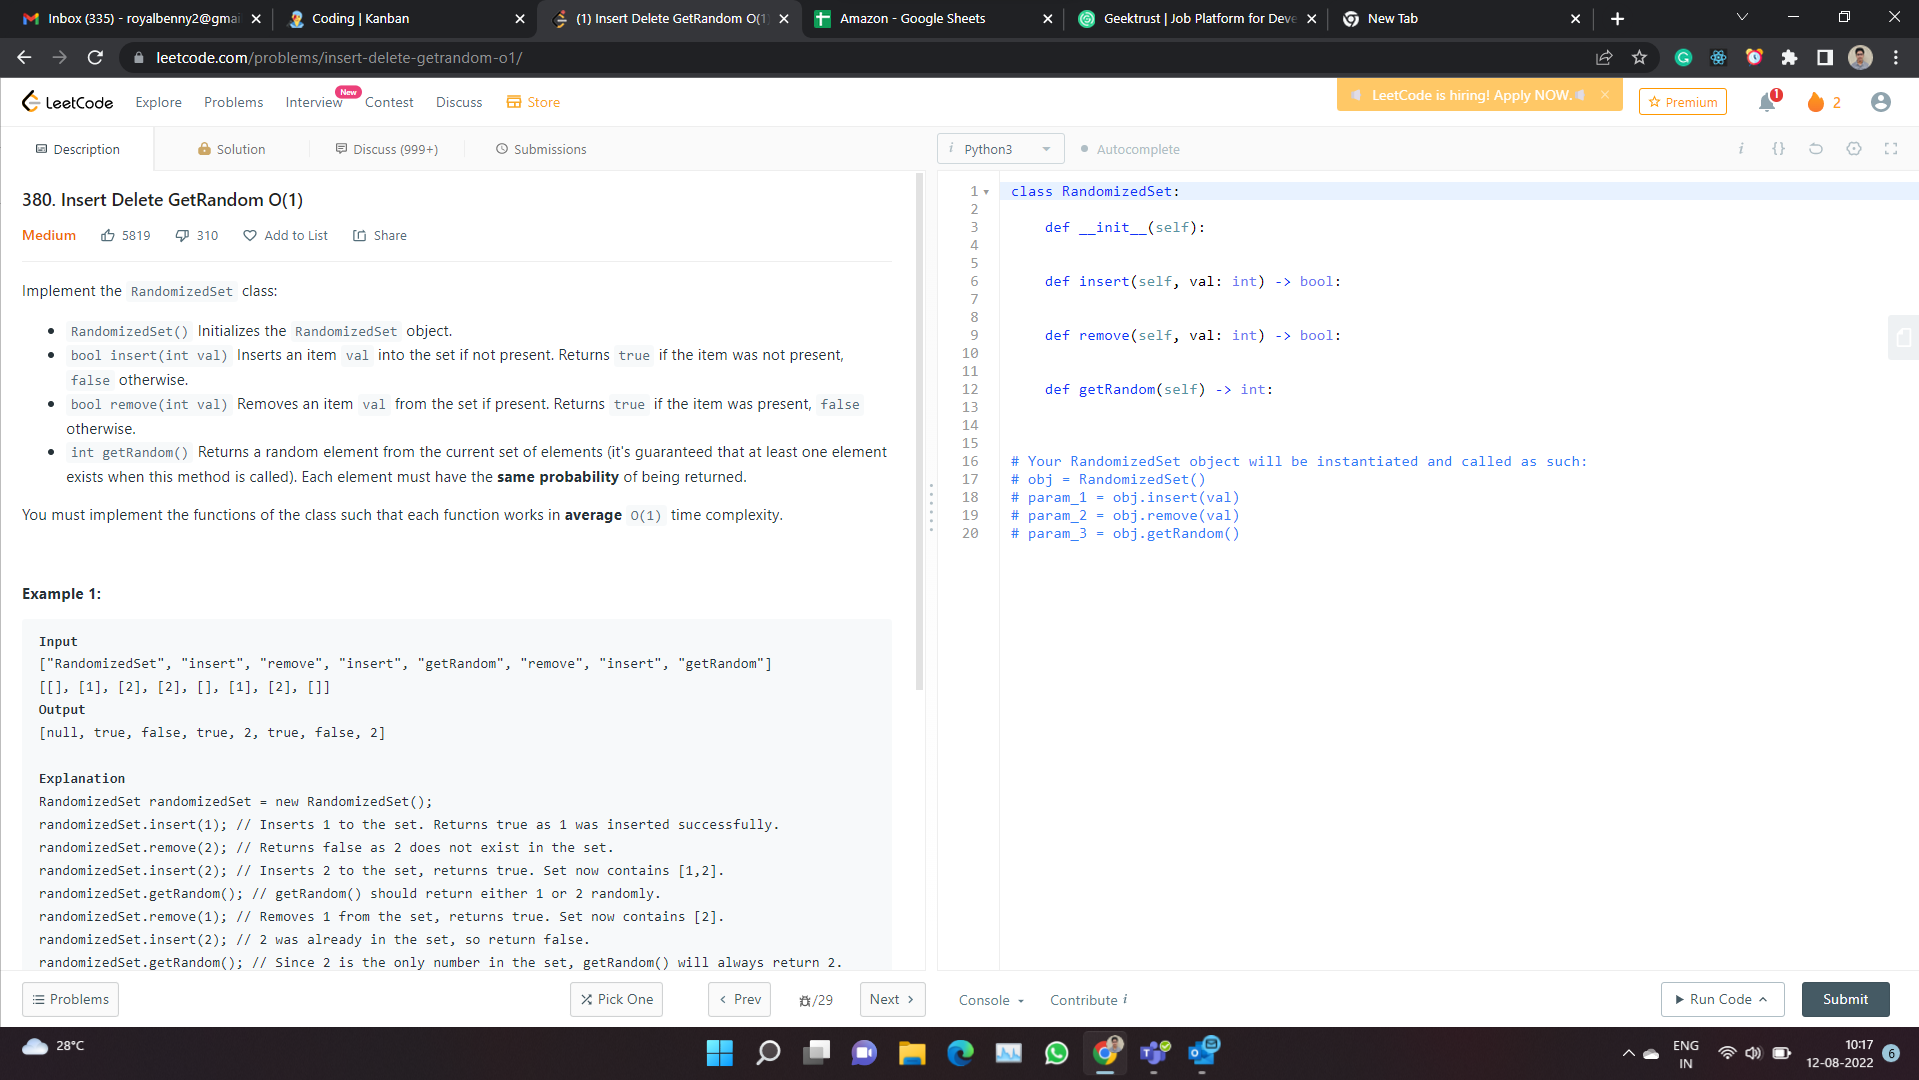 Inbox (335) - royalbenny2@gmai
Coding | Kanban
(1) Insert Delete GetRandom O(1)
Amazon - Google Sheets
Geektrust | Job Platform for Deve
New Tab
leetcode.com/problems/insert-delete-getrandom-o1/
LeetCode
Explore
Problems
Interview
New
Contest
Discuss
Store
LeetCode is hiring! Apply NOW.
Premium
1
2
Description
Solution
Discuss (999+)
Submissions
i Python3
Autocomplete
i {}
380. Insert Delete GetRandom O(1)
Medium 5819 310 Add to List Share
Implement the RandomizedSet class:
RandomizedSet() Initializes the RandomizedSet object.
bool insert(int val) Inserts an item val into the set if not present. Returns true if the item was not present,
false otherwise.
bool remove(int val) Removes an item val from the set if present. Returns true if the item was present, false
otherwise.
int getRandom() Returns a random element from the current set of elements (it's guaranteed that at least one element
exists when this method is called). Each element must have the same probability of being returned.
You must implement the functions of the class such that each function works in average O(1) time complexity.
Example 1:
Input
["RandomizedSet", "insert", "remove", "insert", "getRandom", "remove", "insert", "getRandom"]
[[], [1], [2], [2], [], [1], [2], []]
Output
[null, true, false, true, 2, true, false, 2]
Explanation
RandomizedSet randomizedSet = new RandomizedSet();
randomizedSet.insert(1); // Inserts 1 to the set. Returns true as 1 was inserted successfully.
randomizedSet.remove(2); // Returns false as 2 does not exist in the set.
randomizedSet.insert(2); // Inserts 2 to the set, returns true. Set now contains [1,2].
randomizedSet.getRandom(); // getRandom() should return either 1 or 2 randomly.
randomizedSet.remove(1); // Removes 1 from the set, returns true. Set now contains [2].
randomizedSet.insert(2); // 2 was already in the set, so return false.
randomizedSet.getRandom(); // Since 2 is the only number in the set, getRandom() will always return 2.
1 class RandomizedSet:
2
3 def __init__(self):
4
5
6 def insert(self, val: int) -> bool:
7
8
9 def remove(self, val: int) -> bool:
10
11
12 def getRandom(self) -> int:
13
14
15
16 # Your RandomizedSet object will be instantiated and called as such:
17 # obj = RandomizedSet()
18 # param_1 = obj.insert(val)
19 # param_2 = obj.remove(val)
20 # param_3 = obj.getRandom()
Problems
Pick One
Prev
/29
Next
Console
Contribute i
Run Code
Submit
28°C
ENG
IN
10:17
12-08-2022
6